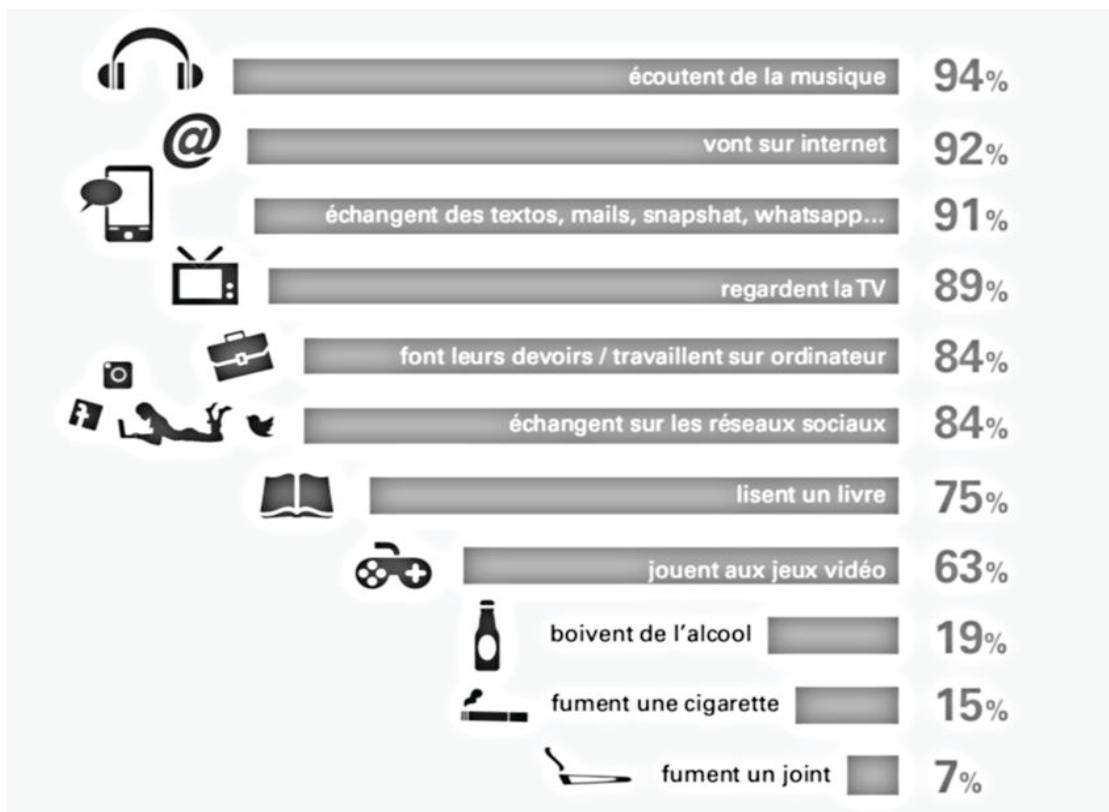 écoutent de la musique 94%
@ vont sur internet 92%
échangent des textos, mails, snapshat, whatsapp... 91%
regardent la TV 89%
font leurs devoirs / travaillent sur ordinateur 84%
f échangent sur les réseaux sociaux 84%
lisent un livre 75%
jouent aux jeux vidéo 63%
boivent de l'alcool 19%
fument une cigarette 15%
fument un joint 7%